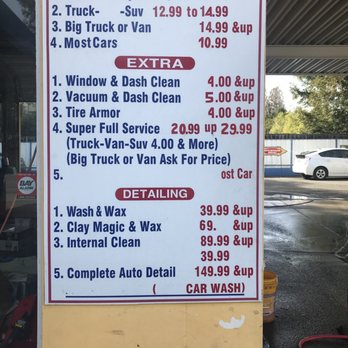 2. Truck- -Suv 12.99 to 14.99
3. Big Truck or Van 14.99 &up
4. Most Cars 10.99
EXTRA
1. Window & Dash Clean 4.00 &up
2. Vacuum & Dash Clean 5.00 &up
3. Tire Armor 4.00 &up
4. Super Full Service 20.99 up 29.99
(Truck-Van-Suv 4.00 & More)
(Big Truck or Van Ask For Price)
5. ost Car
DETAILING
1. Wash & Wax 39.99 &up
2. Clay Magic & Wax 69. &up
3. Internal Clean 89.99 &up
39.99
5. Complete Auto Detail 149.99 &up
( CAR WASH)
BAY